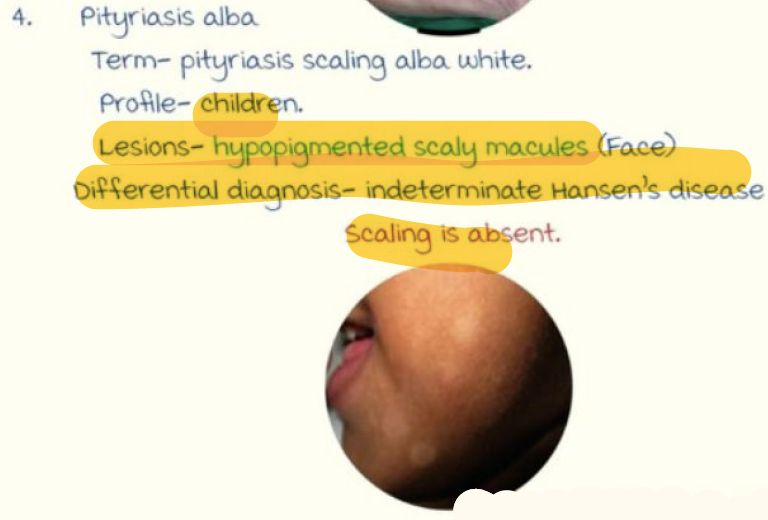 4. Pityriasis alba
Term- pityriasis scaling alba white.
Profile- children.
Lesions- hypopigmented scaly macules (Face)
Differential diagnosis- indeterminate Hansen's disease
Scaling is absent.